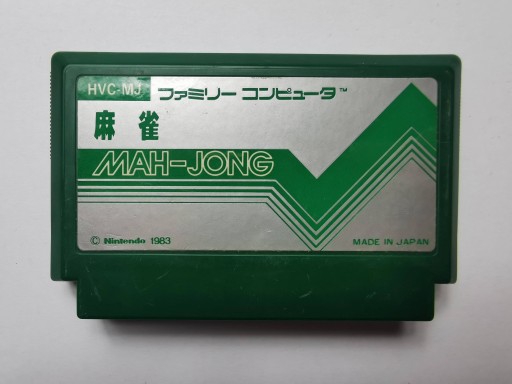 HVC-MJ ファミリーコンピュータ™
麻雀
MAH-JONG
© Nintendo 1983
MADE IN JAPAN